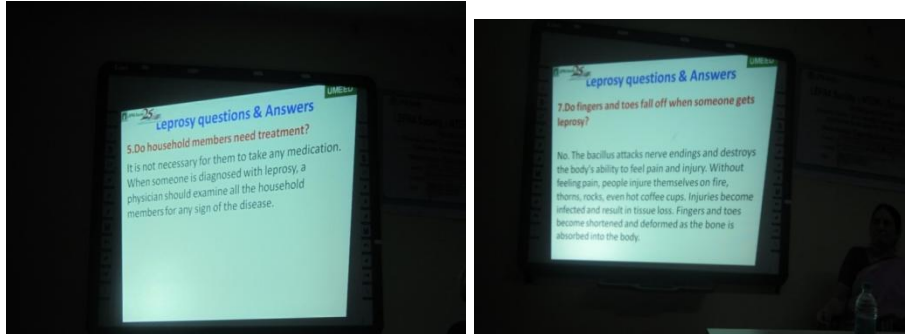 UMEED
25
Leprosy questions & Answers
5.Do household members need treatment?
It is not necessary for them to take any medication.
When someone is diagnosed with leprosy, a
physician should examine all the household
members for any sign of the disease.
UMEED
25
Leprosy questions & Answers
7.Do fingers and toes fall off when someone gets
leprosy?
No. The bacillus attacks nerve endings and destroys
the body's ability to feel pain and injury. Without
feeling pain, people injure themselves on fire,
thorns, rocks, even hot coffee cups. Injuries become
infected and result in tissue loss. Fingers and toes
become shortened and deformed as the bone is
absorbed into the body.